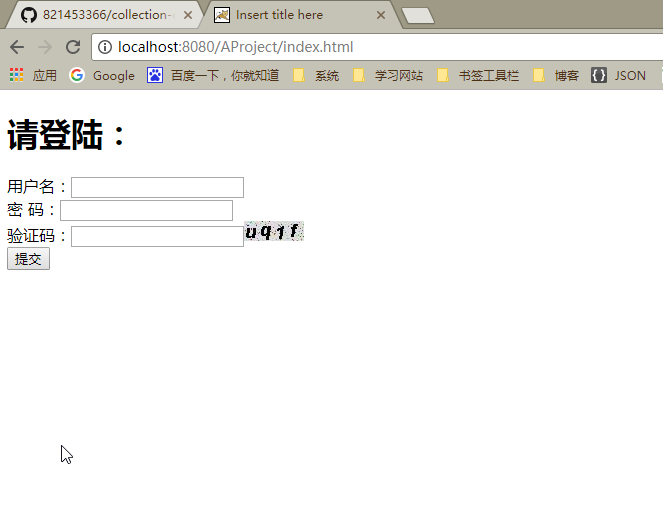 821453366/collection-
Insert title here
localhost:8080/AProject/index.html
应用 Google 百度一下，你就知道 系统 学习网站 书签工具栏 博客 JSON
请登陆：
用户名：
密 码：
验证码： uq1f
提交